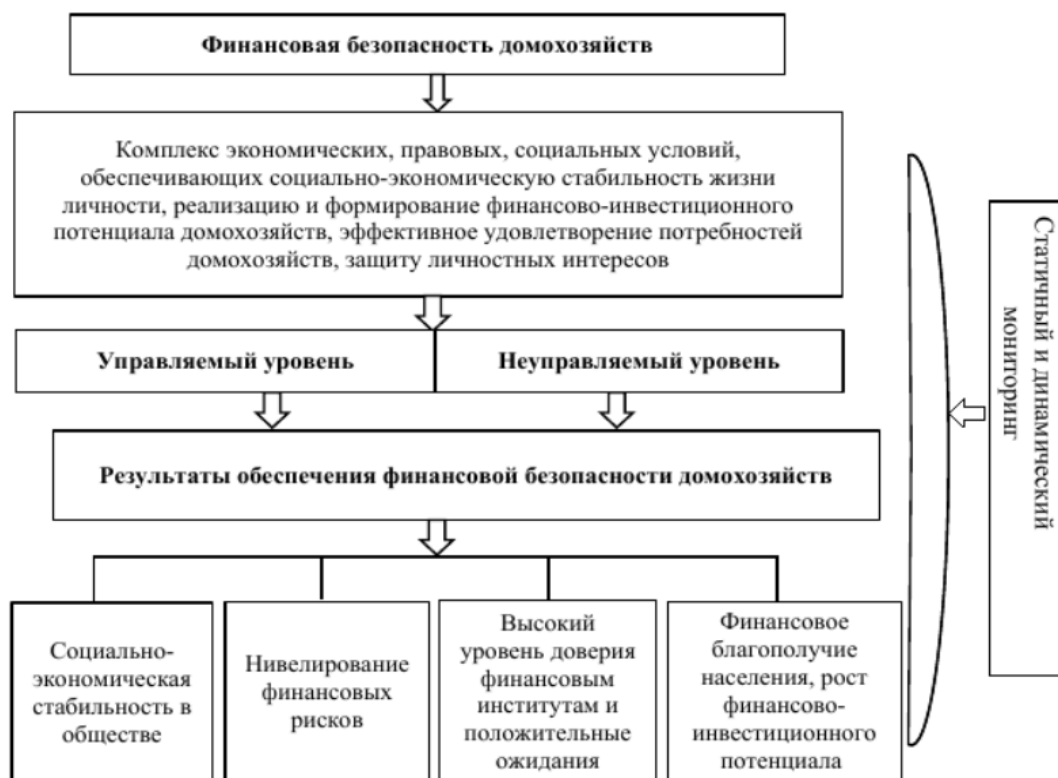 Финансовая безопасность домохозяйств
Комплекс экономических, правовых, социальных условий,
обеспечивающих социально-экономическую стабильность жизни
личности, реализацию и формирование финансово-инвестиционного
потенциала домохозяйств, эффективное удовлетворение потребностей
домохозяйств, защиту личностных интересов
Управляемый уровень
Неуправляемый уровень
Результаты обеспечения финансовой безопасности домохозяйств
Социально-
экономическая
стабильность в
обществе
Нивелирование
финансовых
рисков
Высокий
уровень доверия
финансовым
институтам и
положительные
ожидания
Финансовое
благополучие
населения, рост
финансово-
инвестиционного
потенциала
Статичный и динамический
мониторинг